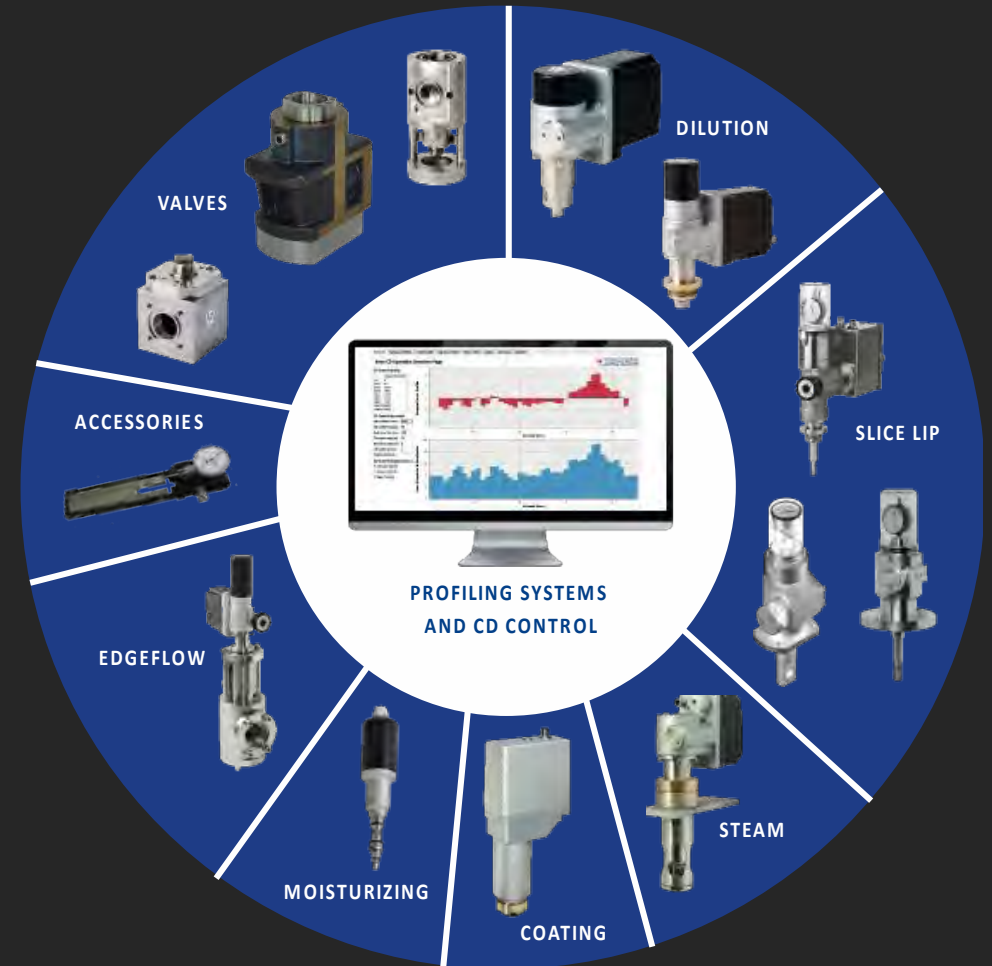 DILUTION
VALVES
SLICE LIP
ACCESSORIES
PROFILING SYSTEMS
AND CD CONTROL
EDGEFLOW
STEAM
MOISTURIZING
COATING